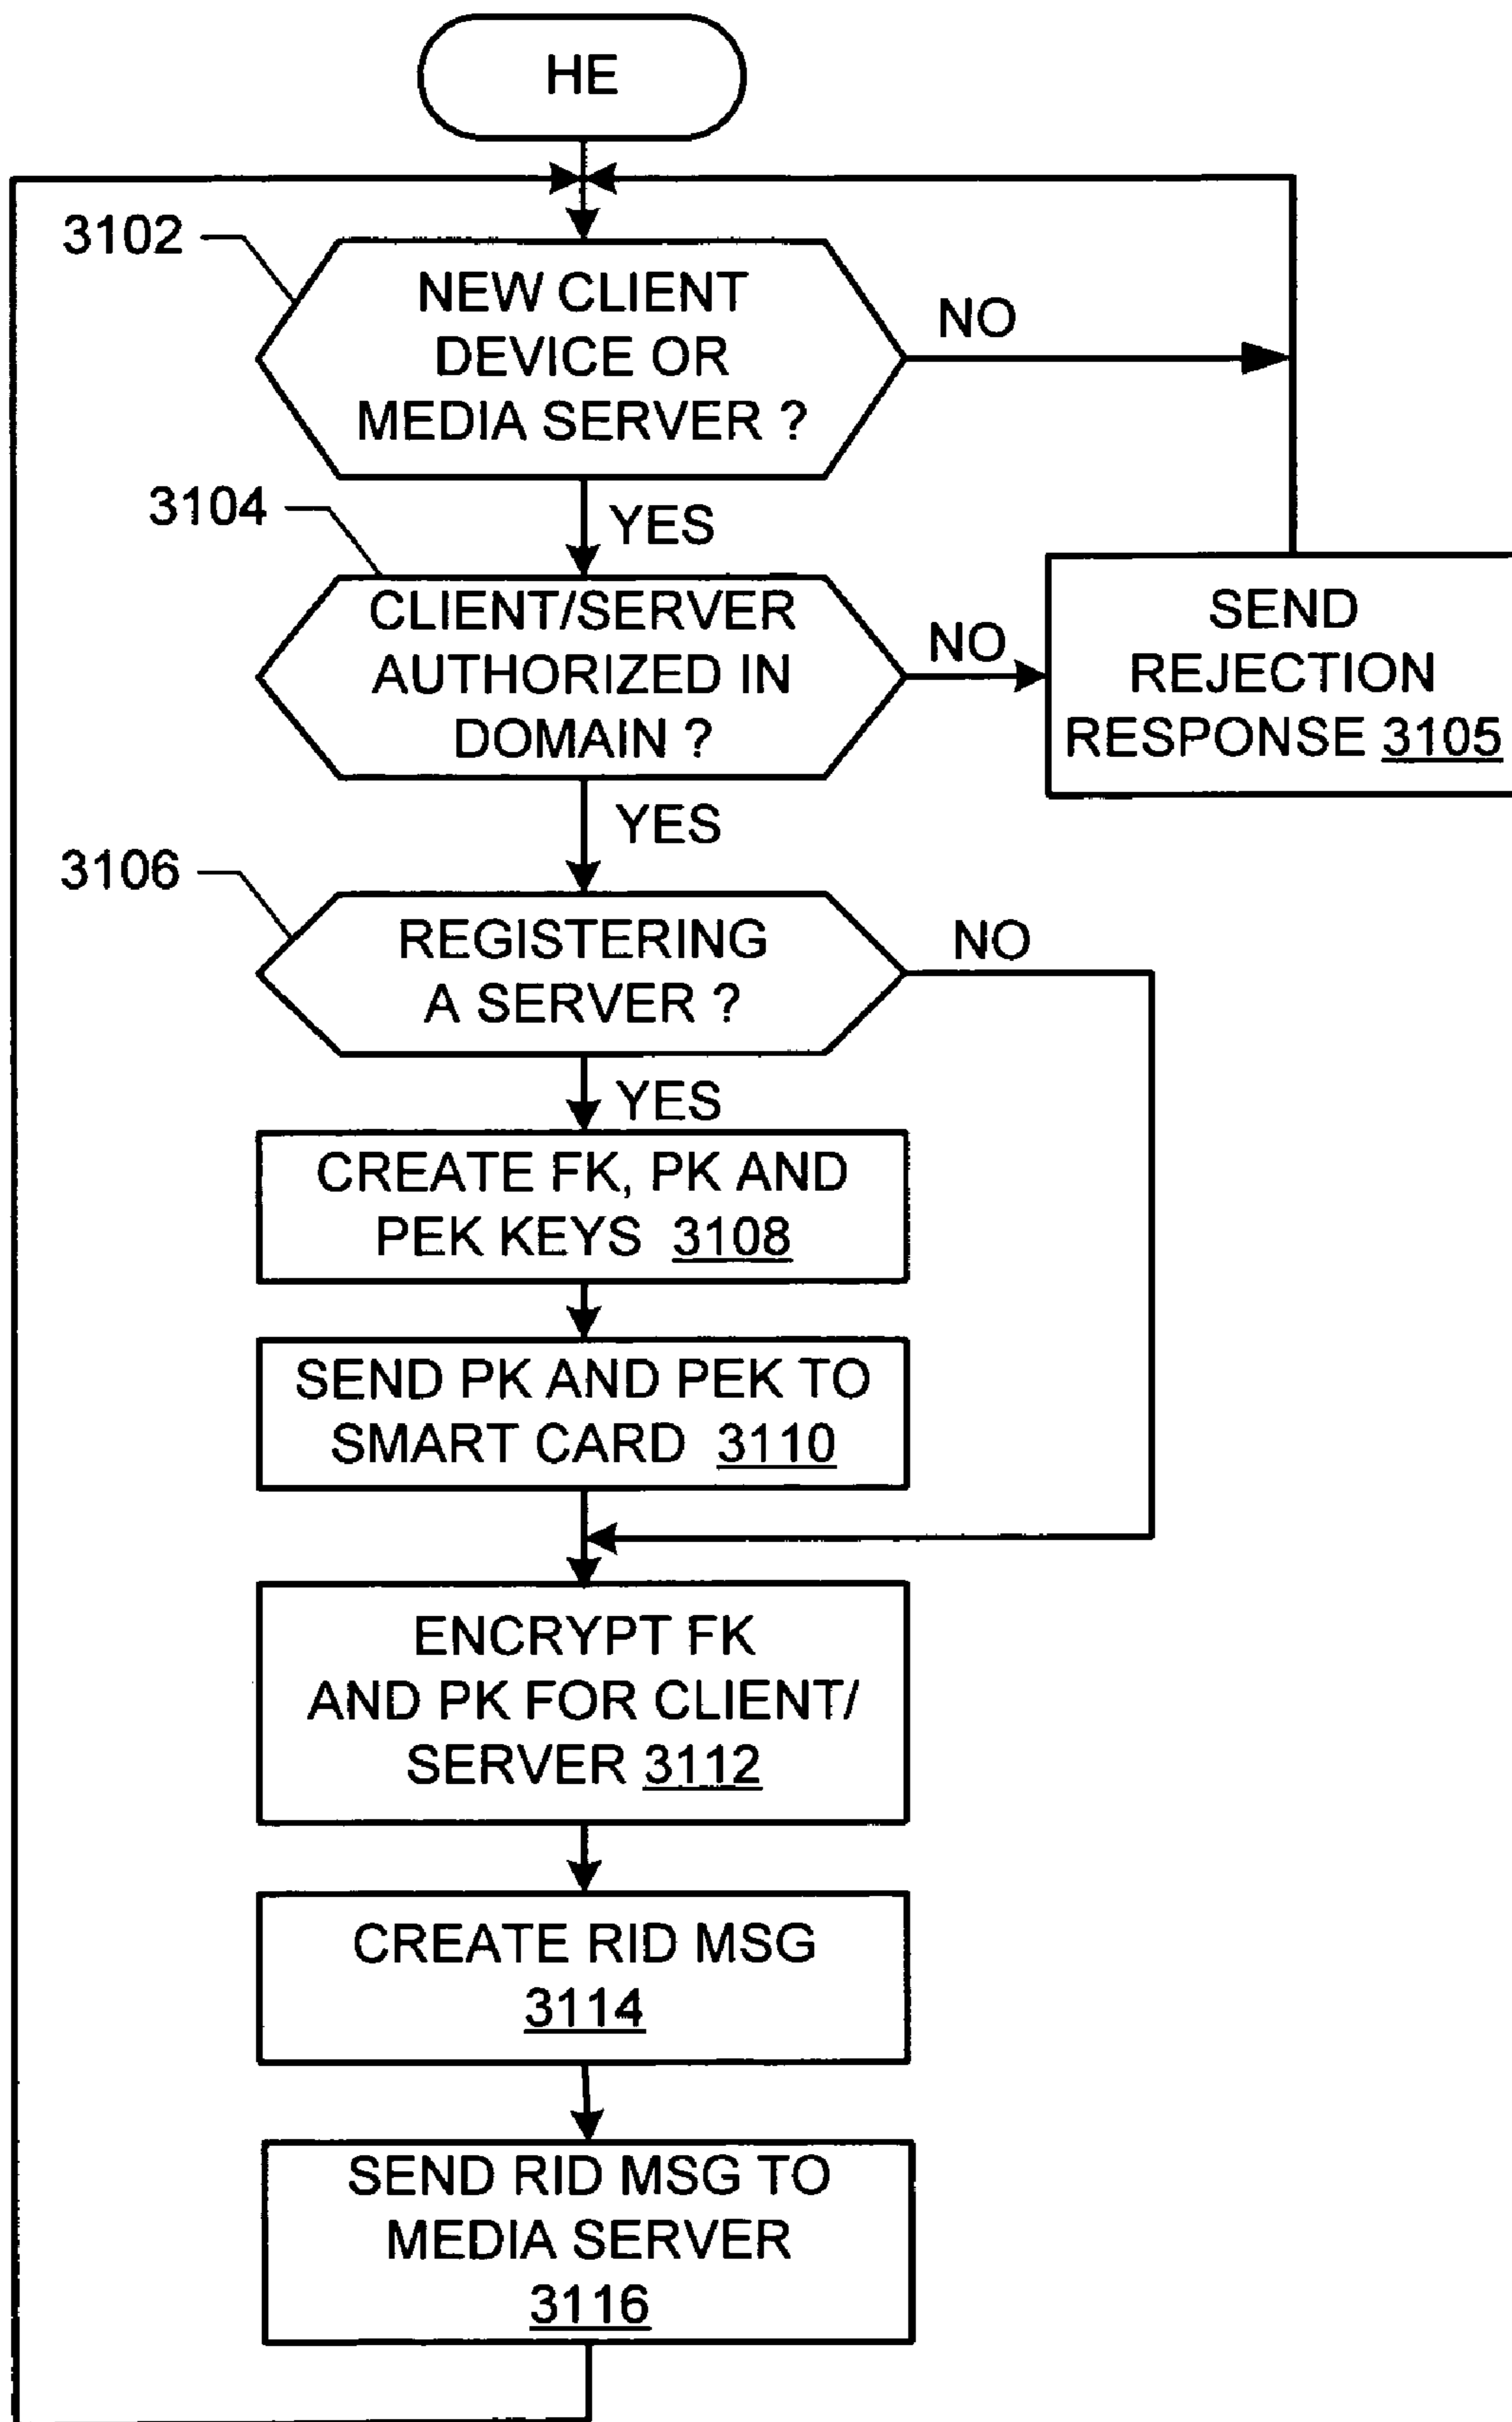 HE
3102
NEW CLIENT
DEVICE OR
MEDIA SERVER ?
NO
YES
3104
CLIENT/SERVER
AUTHORIZED IN
DOMAIN ?
NO
SEND
REJECTION
RESPONSE 3105
YES
3106
REGISTERING
A SERVER ?
NO
YES
CREATE FK, PK AND
PEK KEYS 3108
SEND PK AND PEK TO
SMART CARD 3110
ENCRYPT FK
AND PK FOR CLIENT/
SERVER 3112
CREATE RID MSG
3114
SEND RID MSG TO
MEDIA SERVER
3116